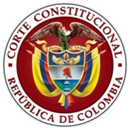 CORTE CONSTITUCIONAL
REPÚBLICA DE COLOMBIA